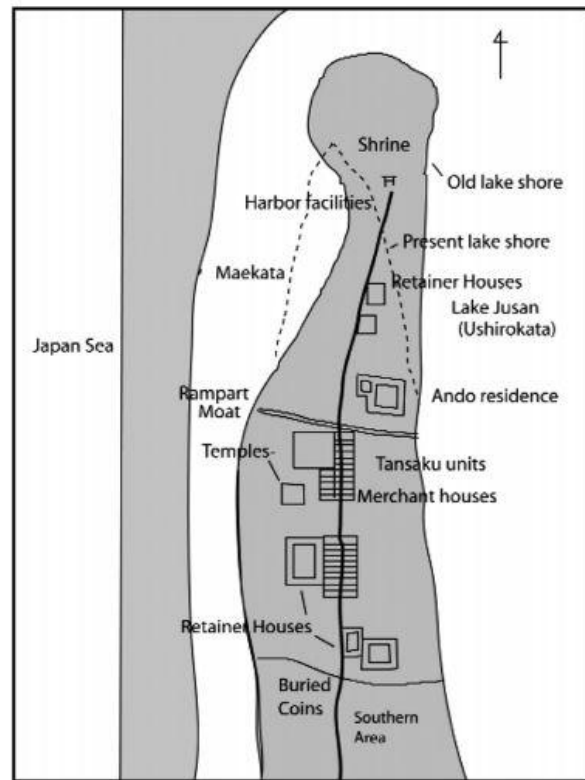 4
Shrine
Old lake shore
Harbor facilities
Present lake shore
Maekata
Retainer Houses
Lake Jusan
(Ushirokata)
Japan Sea
Rampart
Moat
Ando residence
Temples
Tansaku units
Merchant houses
Retainer Houses
Buried
Coins
Southern
Area